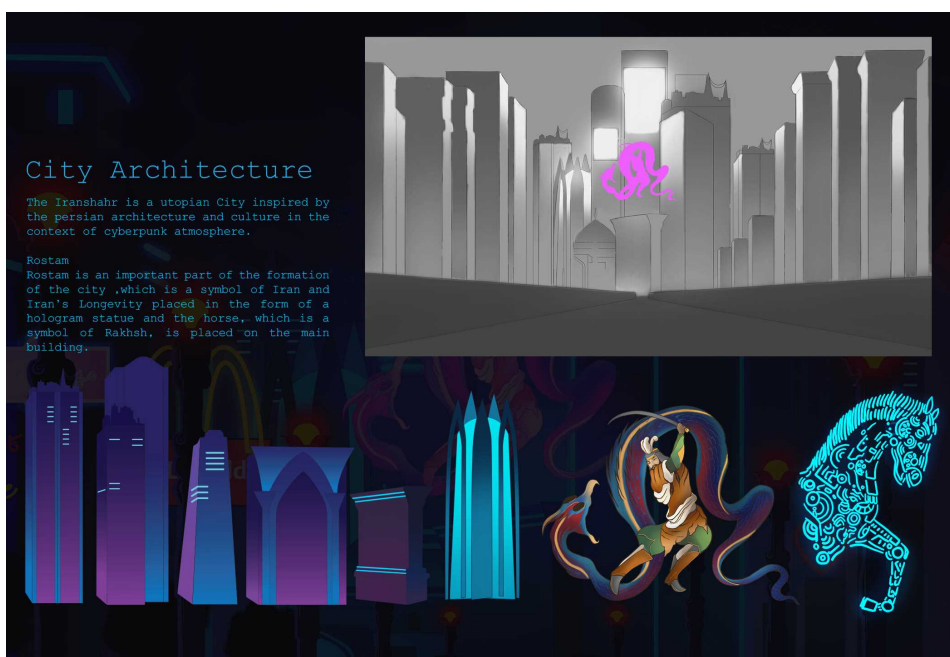 City Architecture
The Iranshahr is a utopian City inspired by
the persian architecture and culture in the
context of cyberpunk atmosphere.
Rostam
Rostam is an important part of the formation
of the city ,which is a symbol of Iran and
Iran's Longevity placed in the form of a
hologram statue and the horse, which is a
symbol of Rakhsh, is placed on the main
building.